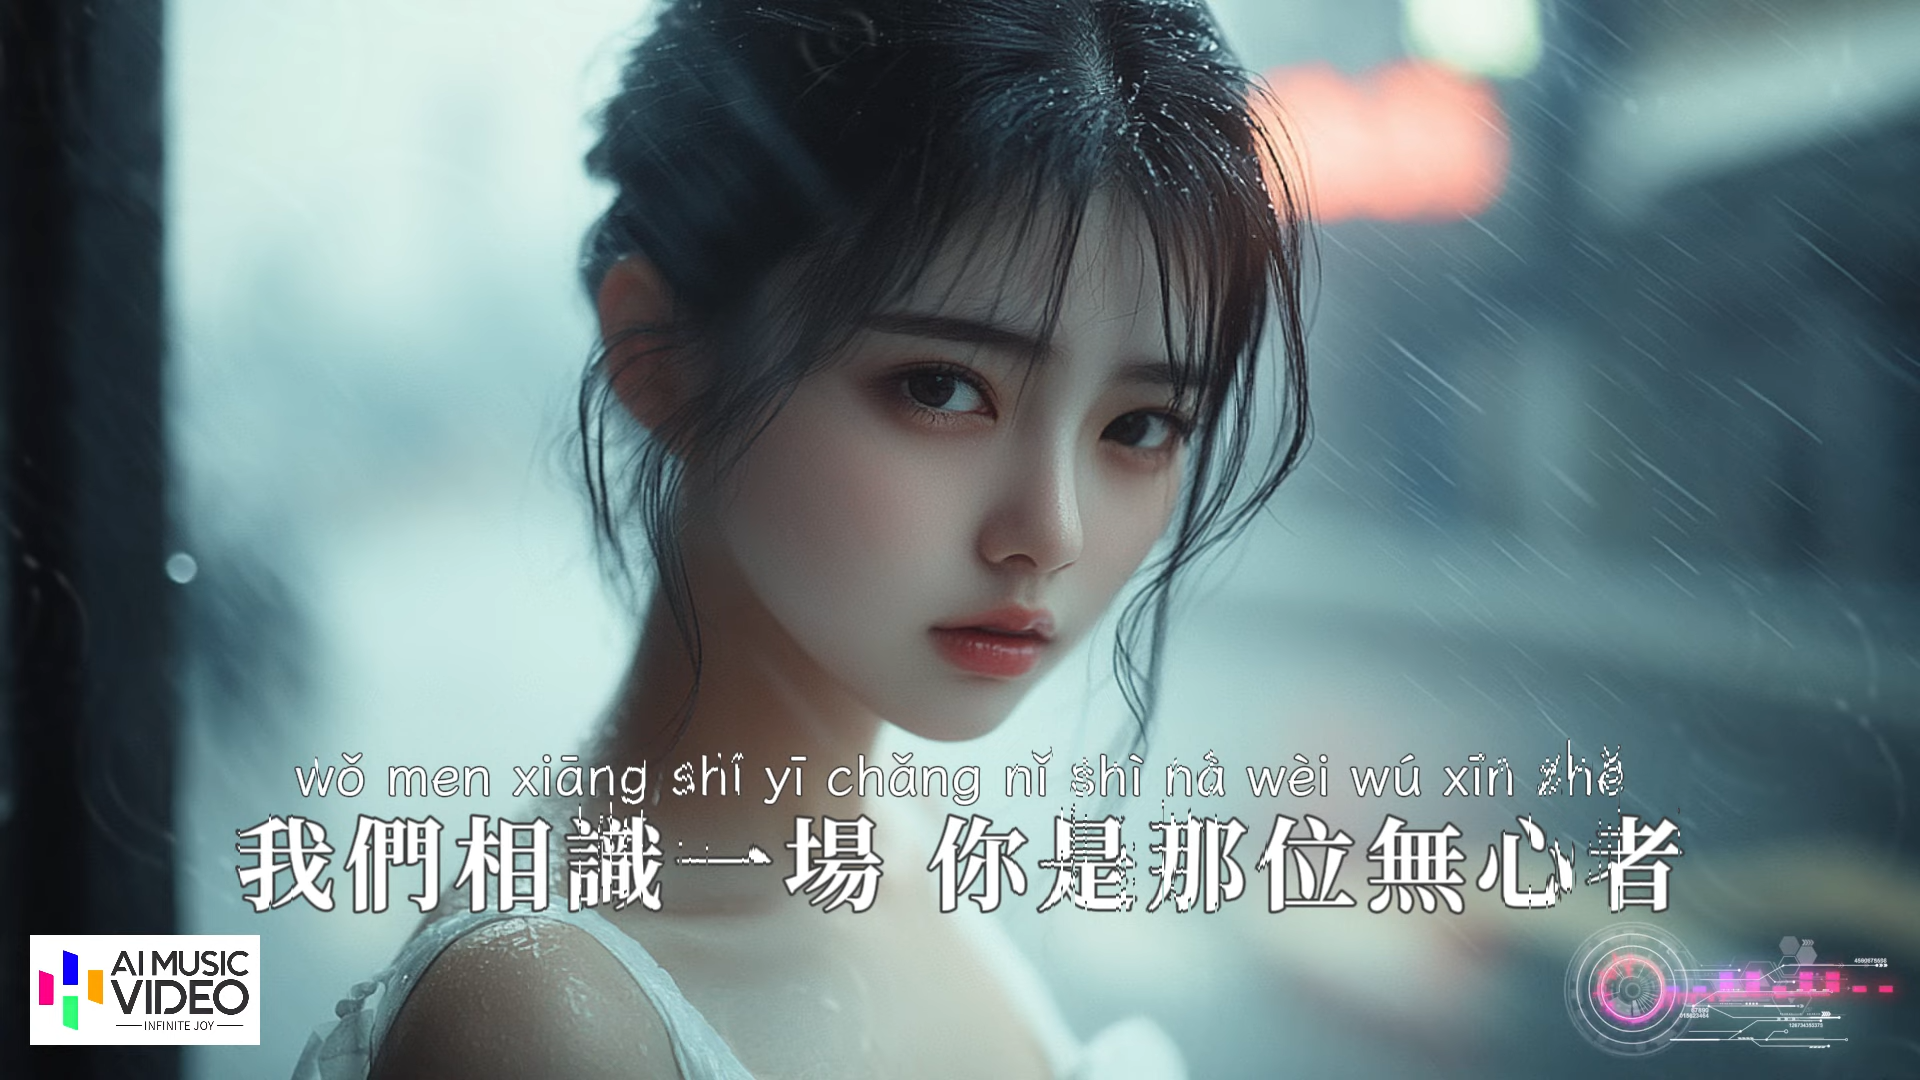 wǒ men xiāng shí yī chǎng nǐ shì nà wèi wú xīn zhě
我們相識一場 你是那位無心者
AI MUSIC
VIDEO
INFINITE JOY